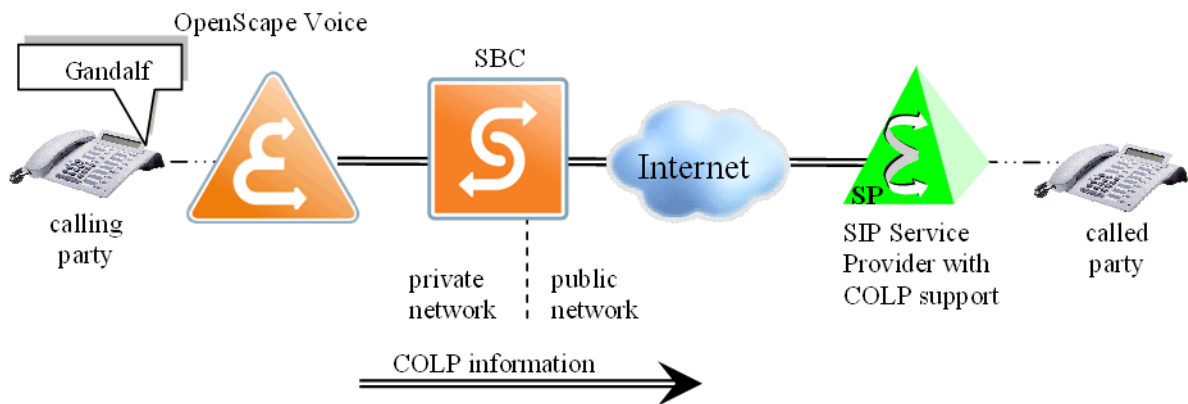 OpenScape Voice
Gandalf
SBC
Internet
SP
calling
party
SIP Service
Provider with
COLP support
called
party
private
network
public
network
COLP information